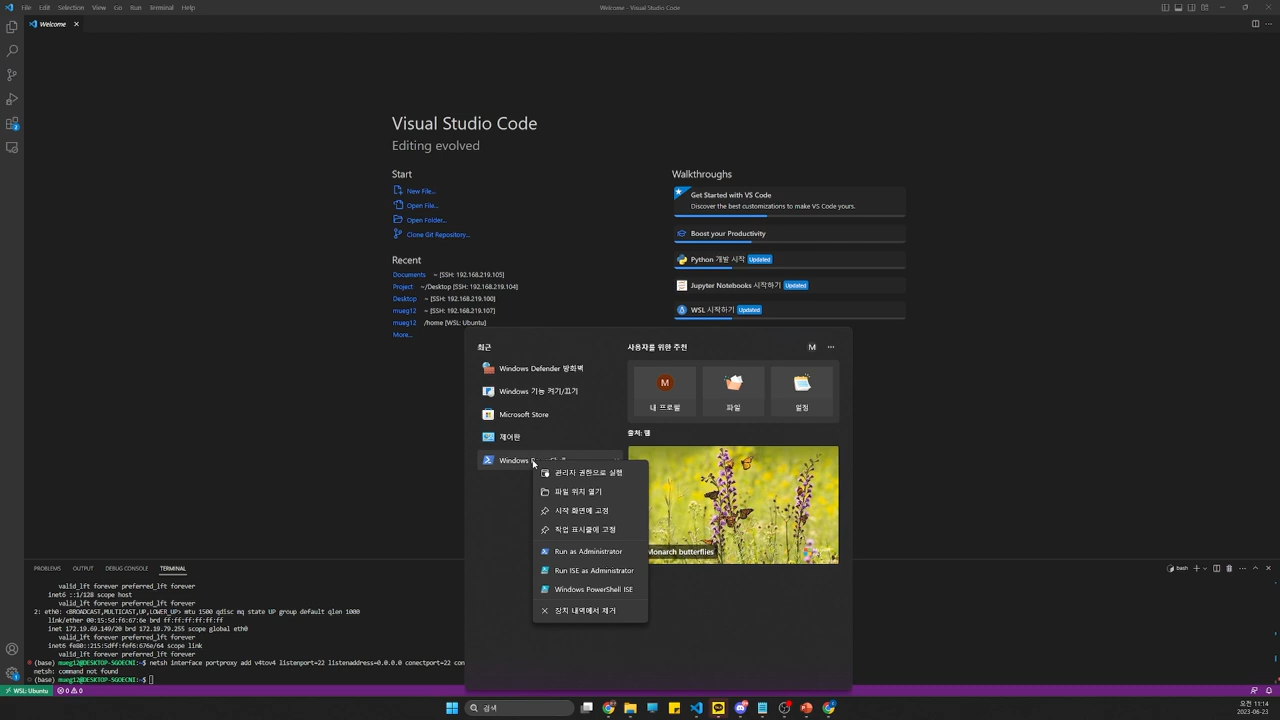 File Edit Selection View Go Run Terminal Help
Welcome - Visual Studio Code
Welcome
Visual Studio Code
Editing evolved
Start
New File...
Open File...
Open Folder...
Clone Git Repository...
Recent
Documents ~ [SSH: 192.168.219.105]
Project ~/Desktop [SSH: 192.168.219.104]
Desktop ~ [SSH: 192.168.219.100]
mueg12 ~ [SSH: 192.168.219.107]
mueg12 /home [WSL: Ubuntu]
More...
Walkthroughs
Get Started with VS Code
Discover the best customizations to make VS Code yours.
Boost your Productivity
Python 개발 시작 Updated
Jupyter Notebooks 시작하기 Updated
WSL 시작하기 Updated
최근
Windows Defender 방화벽
Windows 기능 켜기/끄기
Microsoft Store
제어판
Windows
관리자 권한으로 실행
파일 위치 열기
시작 화면에 고정
작업 표시줄에 고정
Run as Administrator
Run ISE as Administrator
Windows PowerShell ISE
장치 내역에서 제거
사용자를 위한 추천
M
M
내 프로필
파일
일정
출처: 웹
Monarch butterflies
PROBLEMS OUTPUT DEBUG CONSOLE TERMINAL
bash
valid_lft forever preferred_lft forever
inet6 ::1/128 scope host
valid_lft forever preferred_lft forever
2: eth0: <BROADCAST,MULTICAST,UP,LOWER_UP> mtu 1500 qdisc mq state UP group default qlen 1000
link/ether 00:15:5d:f6:67:6e brd ff:ff:ff:ff:ff:ff
inet 172.19.69.149/20 brd 172.19.79.255 scope global eth0
valid_lft forever preferred_lft forever
inet6 fe80::215:5dff:fef6:676e/64 scope link
valid_lft forever preferred_lft forever
(base) mueg12@DESKTOP-SGOECNI:~$ netsh interface portproxy add v4tov4 listenport=22 listenaddress=0.0.0.0 conectport=22 con
netsh: command not found
(base) mueg12@DESKTOP-SGOECNI:~$
WSL: Ubuntu 0 0
검색
오전 11:14
2023-06-23